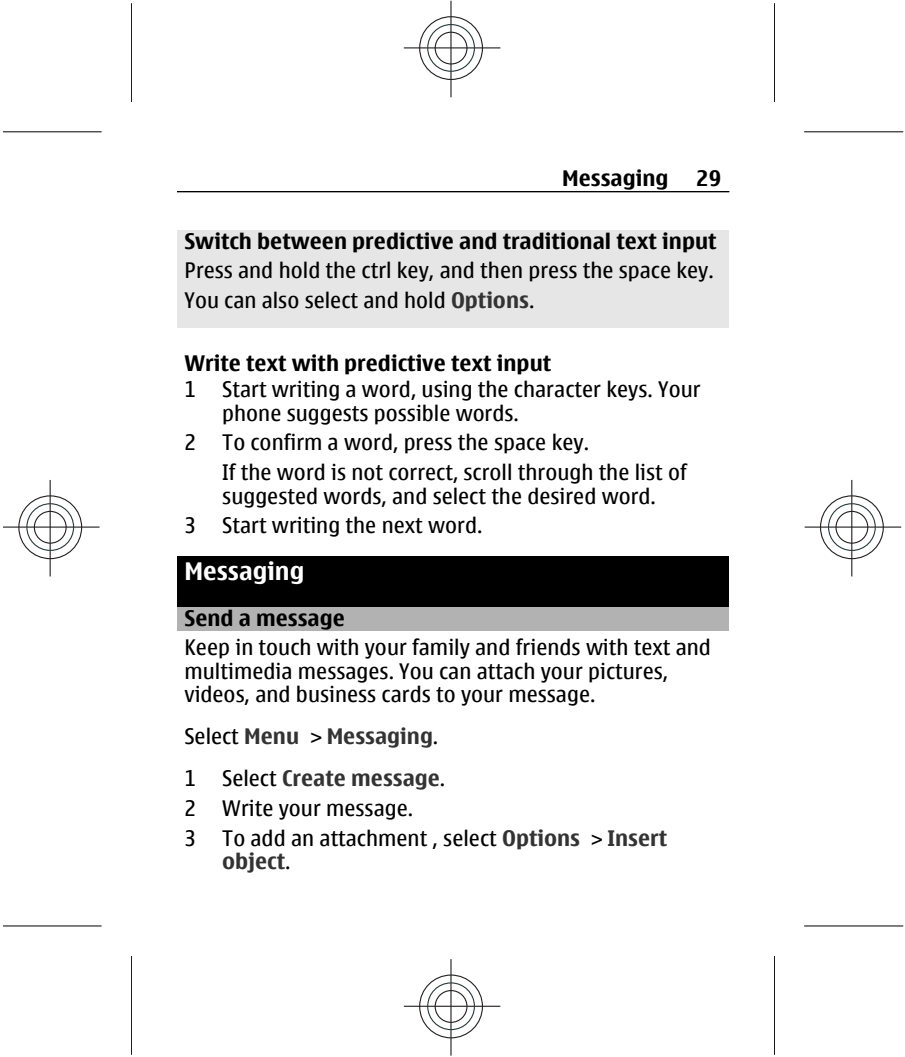 Messaging 29
Switch between predictive and traditional text input
Press and hold the ctrl key, and then press the space key.
You can also select and hold Options.
Write text with predictive text input
1 Start writing a word, using the character keys. Your
phone suggests possible words.
2 To confirm a word, press the space key.
If the word is not correct, scroll through the list of
suggested words, and select the desired word.
3 Start writing the next word.
Messaging
Send a message
Keep in touch with your family and friends with text and
multimedia messages. You can attach your pictures,
videos, and business cards to your message.
Select Menu > Messaging.
1 Select Create message.
2 Write your message.
3 To add an attachment , select Options > Insert
object.